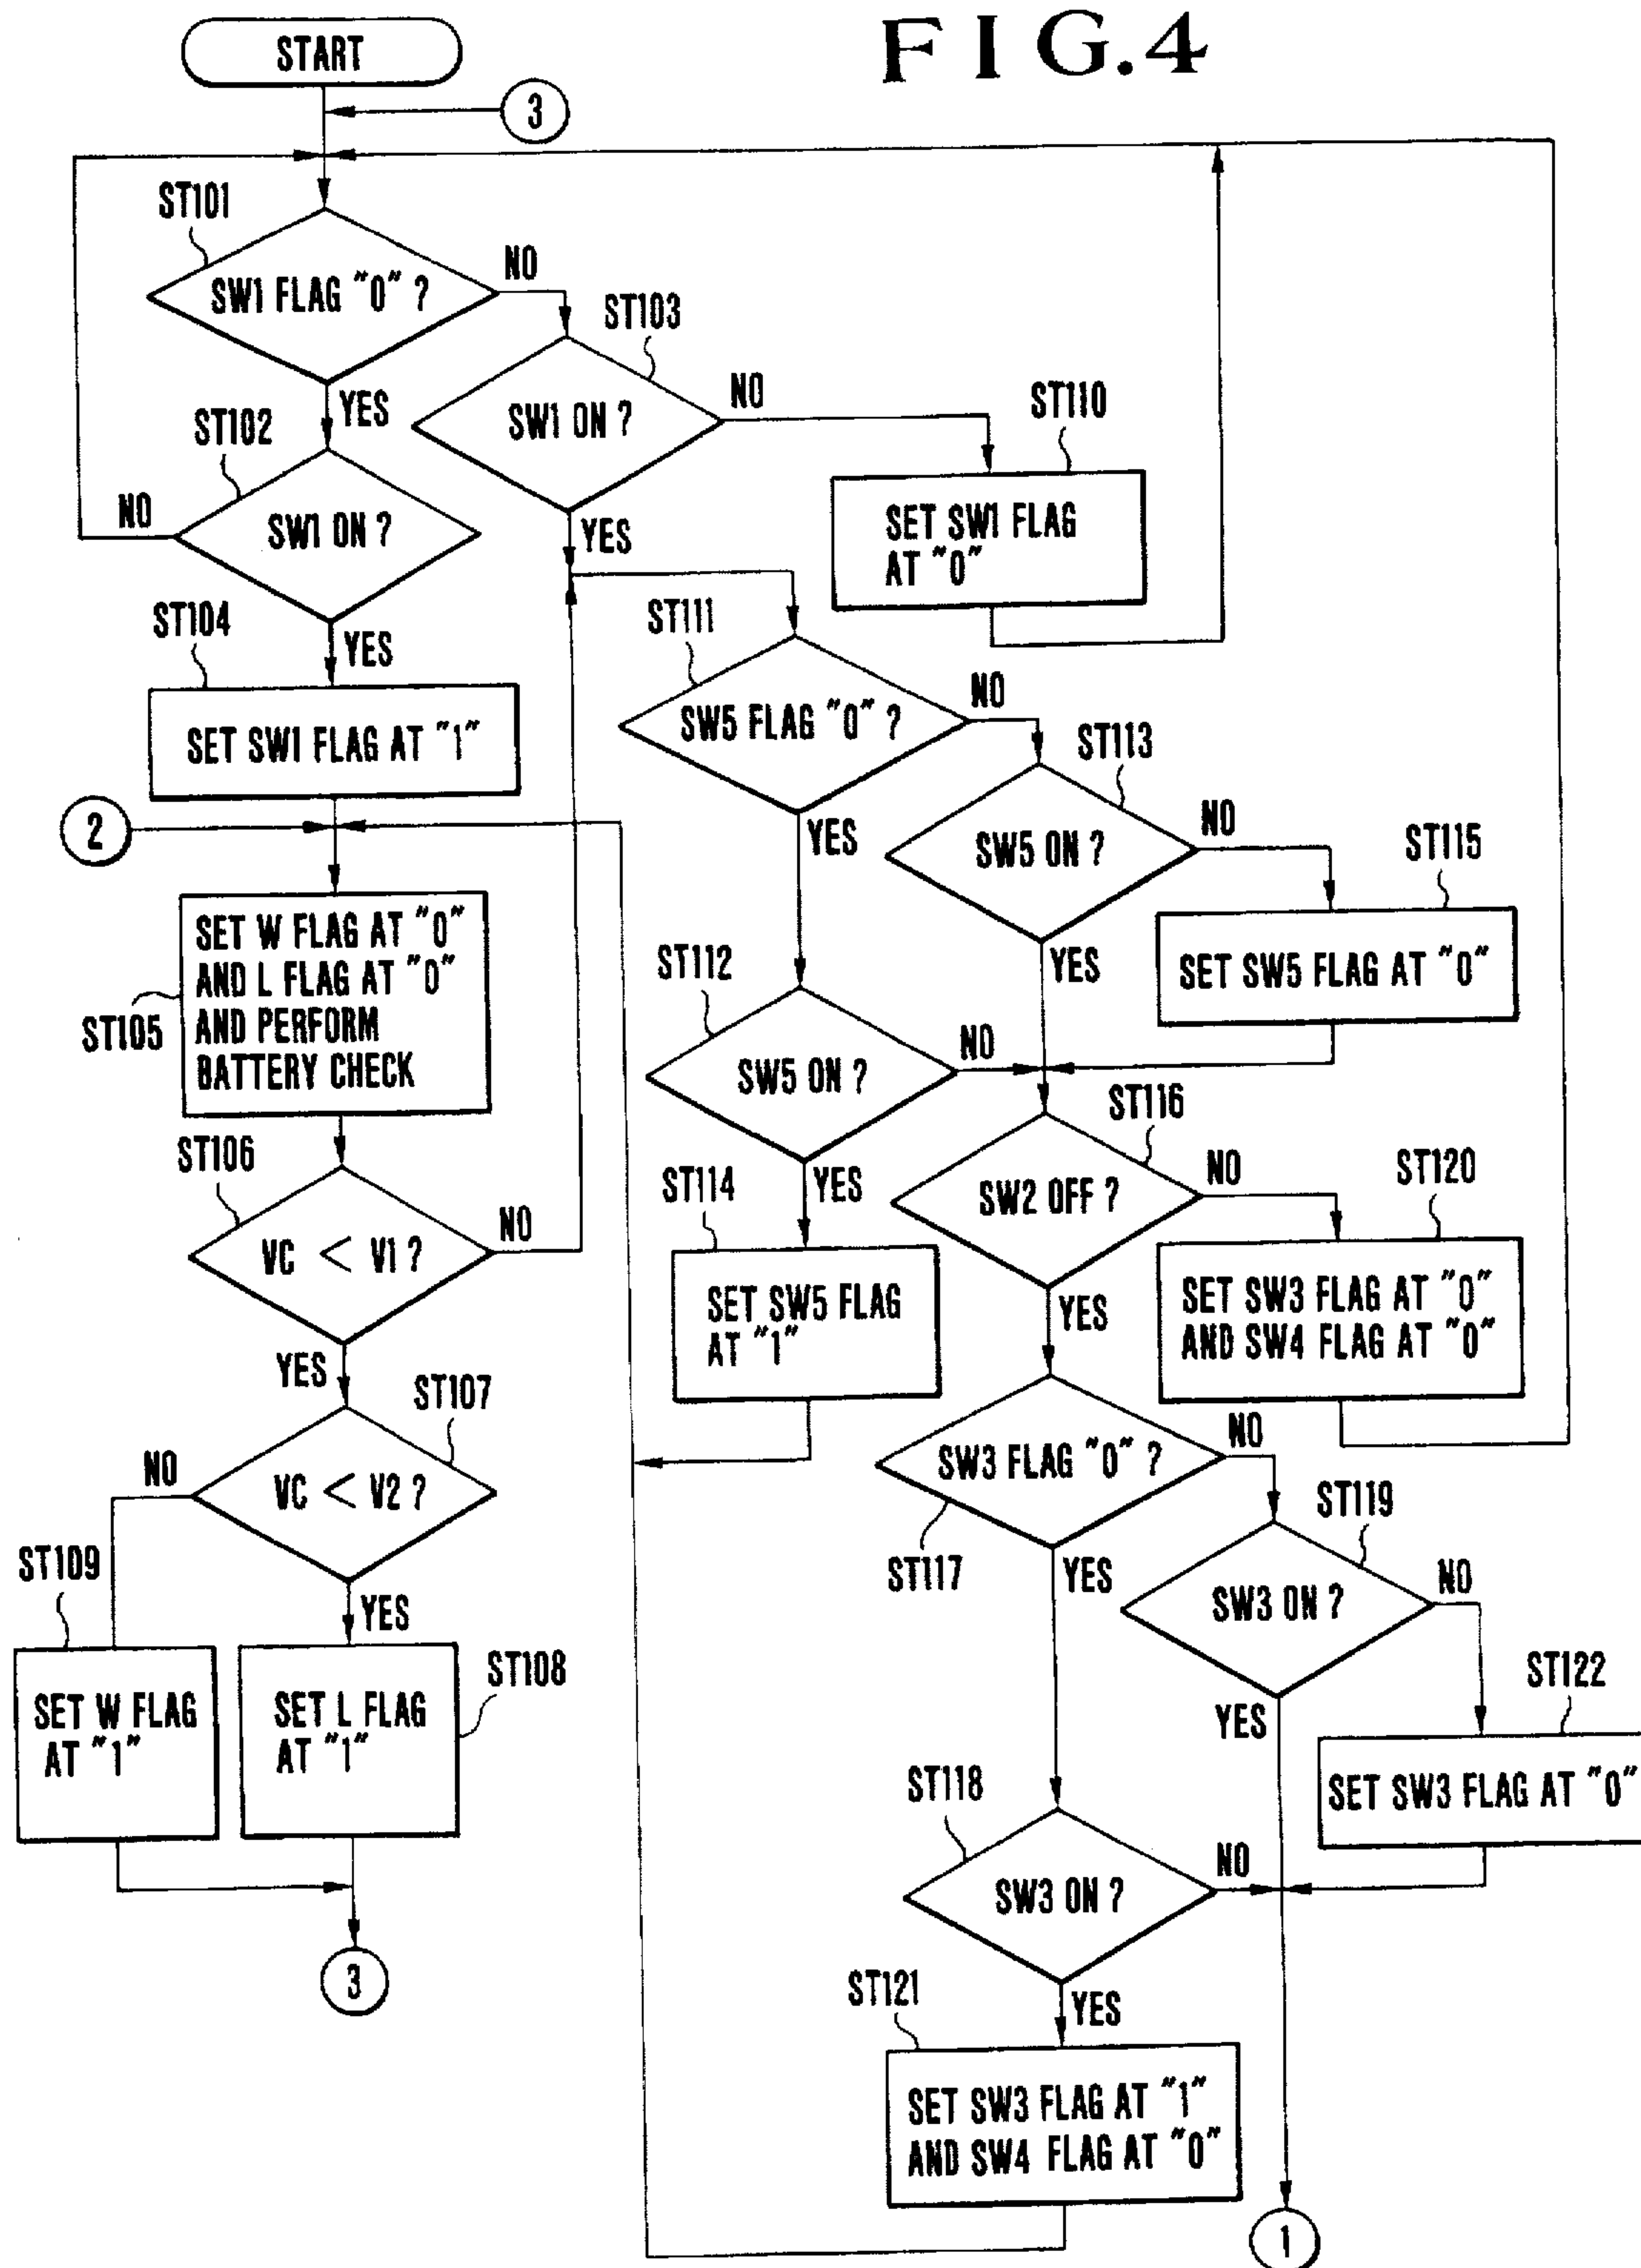 FIG.4
START
3
ST101
SW1 FLAG "0" ?
NO
YES
ST103
SW1 ON ?
NO
YES
ST110
SET SW1 FLAG
AT "0"
ST102
SW1 ON ?
NO
YES
ST104
SET SW1 FLAG AT "1"
2
ST105
SET W FLAG AT "0"
AND L FLAG AT "0"
AND PERFORM
BATTERY CHECK
ST106
VC < V1 ?
NO
YES
ST107
VC < V2 ?
NO
YES
ST109
SET W FLAG
AT "1"
ST108
SET L FLAG
AT "1"
3
ST111
SW5 FLAG "0" ?
NO
YES
ST113
SW5 ON ?
NO
YES
ST115
SET SW5 FLAG AT "0"
ST112
SW5 ON ?
NO
YES
ST114
SET SW5 FLAG
AT "1"
ST116
SW2 OFF ?
NO
YES
ST120
SET SW3 FLAG AT "0"
AND SW4 FLAG AT "0"
ST117
SW3 FLAG "0" ?
NO
YES
ST119
SW3 ON ?
NO
YES
ST122
SET SW3 FLAG AT "0"
ST118
SW3 ON ?
NO
YES
ST121
SET SW3 FLAG AT "1"
AND SW4 FLAG AT "0"
1